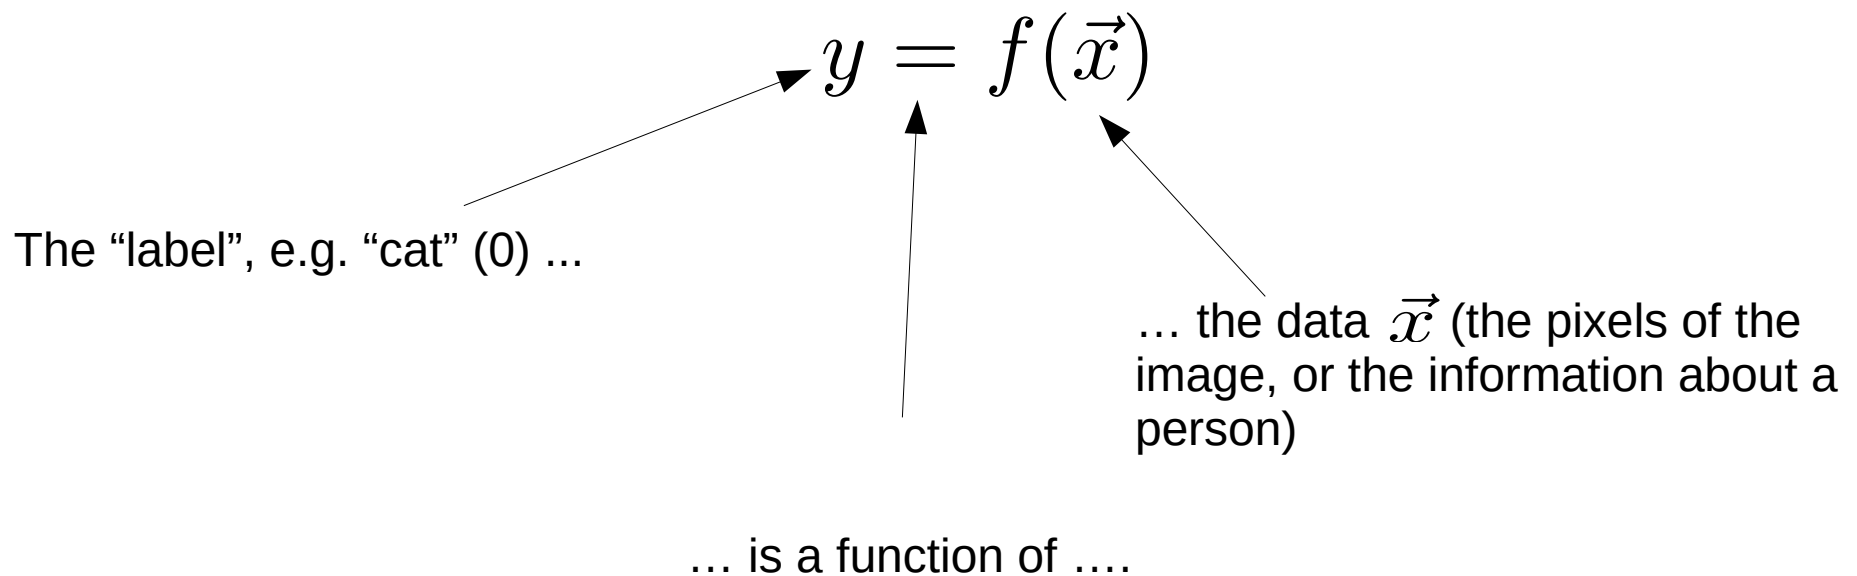 y = f(x⃗)
The “label”, e.g. “cat” (0) ...
… the data x⃗ (the pixels of the
image, or the information about a
person)
… is a function of ….